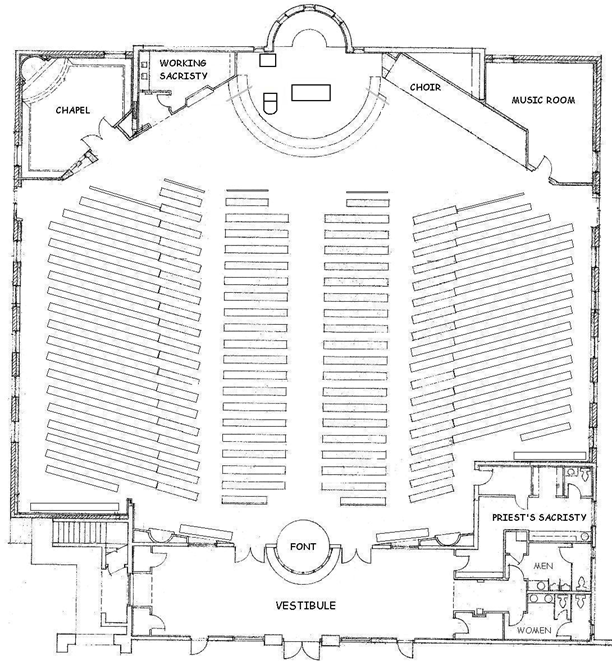 WORKING
SACRISTY
CHAPEL
CHOIR
MUSIC ROOM
PRIEST'S SACRISTY
FONT
MEN
VESTIBULE
WOMEN